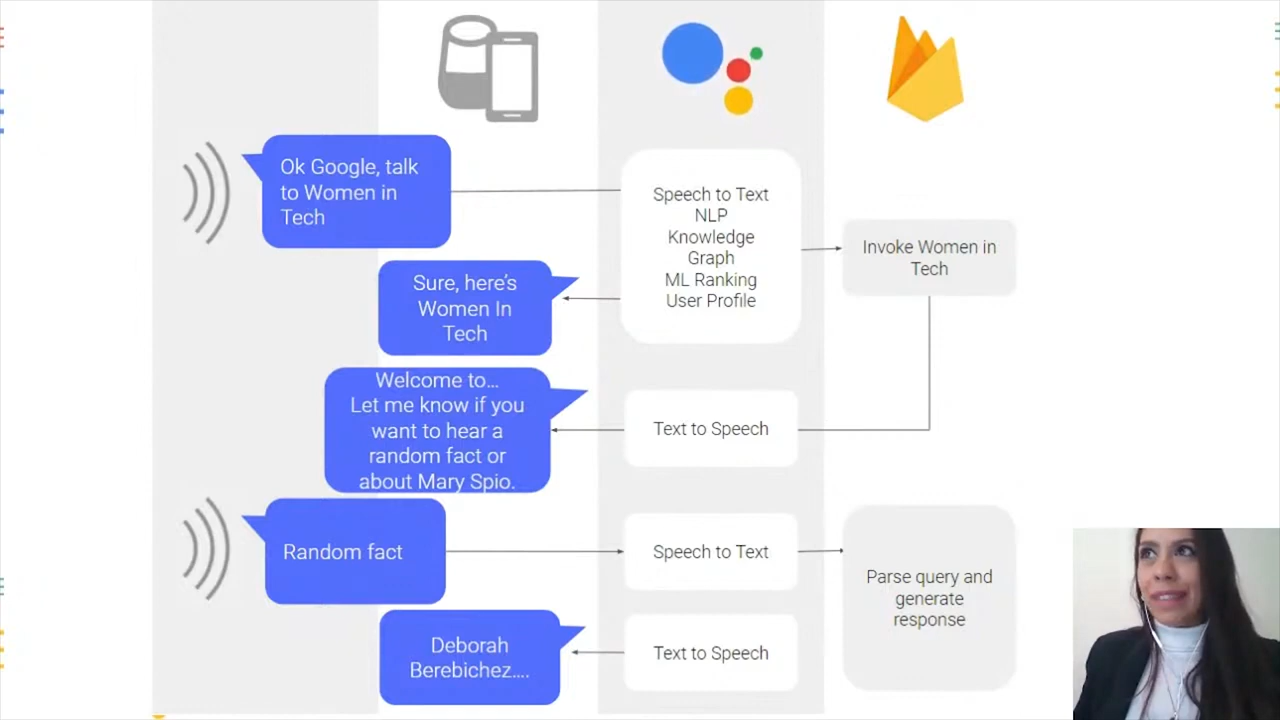 Ok Google, talk
to Women in
Tech
Speech to Text
NLP
Knowledge
Graph
ML Ranking
User Profile
Invoke Women in
Tech
Sure, here's
Women In
Tech
Welcome to...
Let me know if you
want to hear a
random fact or
about Mary Spio.
Text to Speech
Random fact
Speech to Text
Parse query and
generate
response
Deborah
Berebichez....
Text to Speech